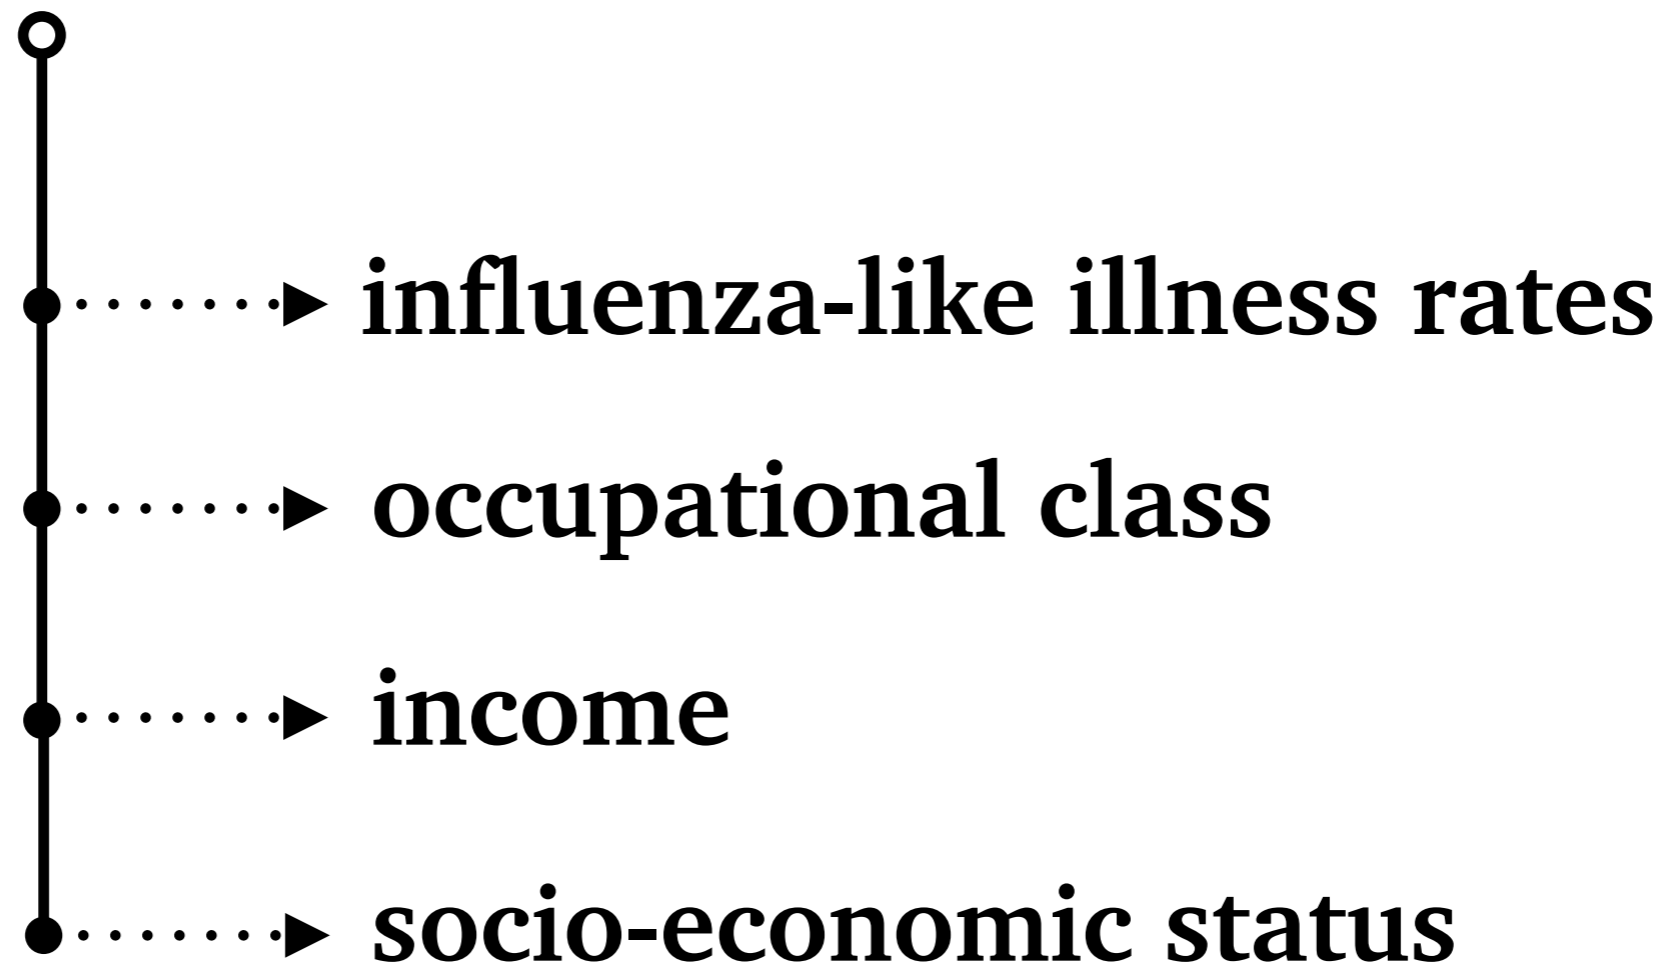 influenza-like illness rates
occupational class
income
socio-economic status